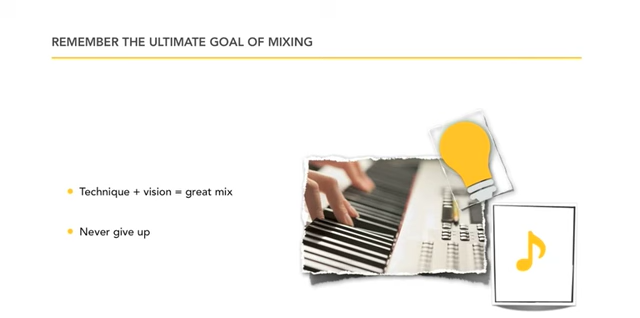 REMEMBER THE ULTIMATE GOAL OF MIXING
Technique + vision = great mix
Never give up